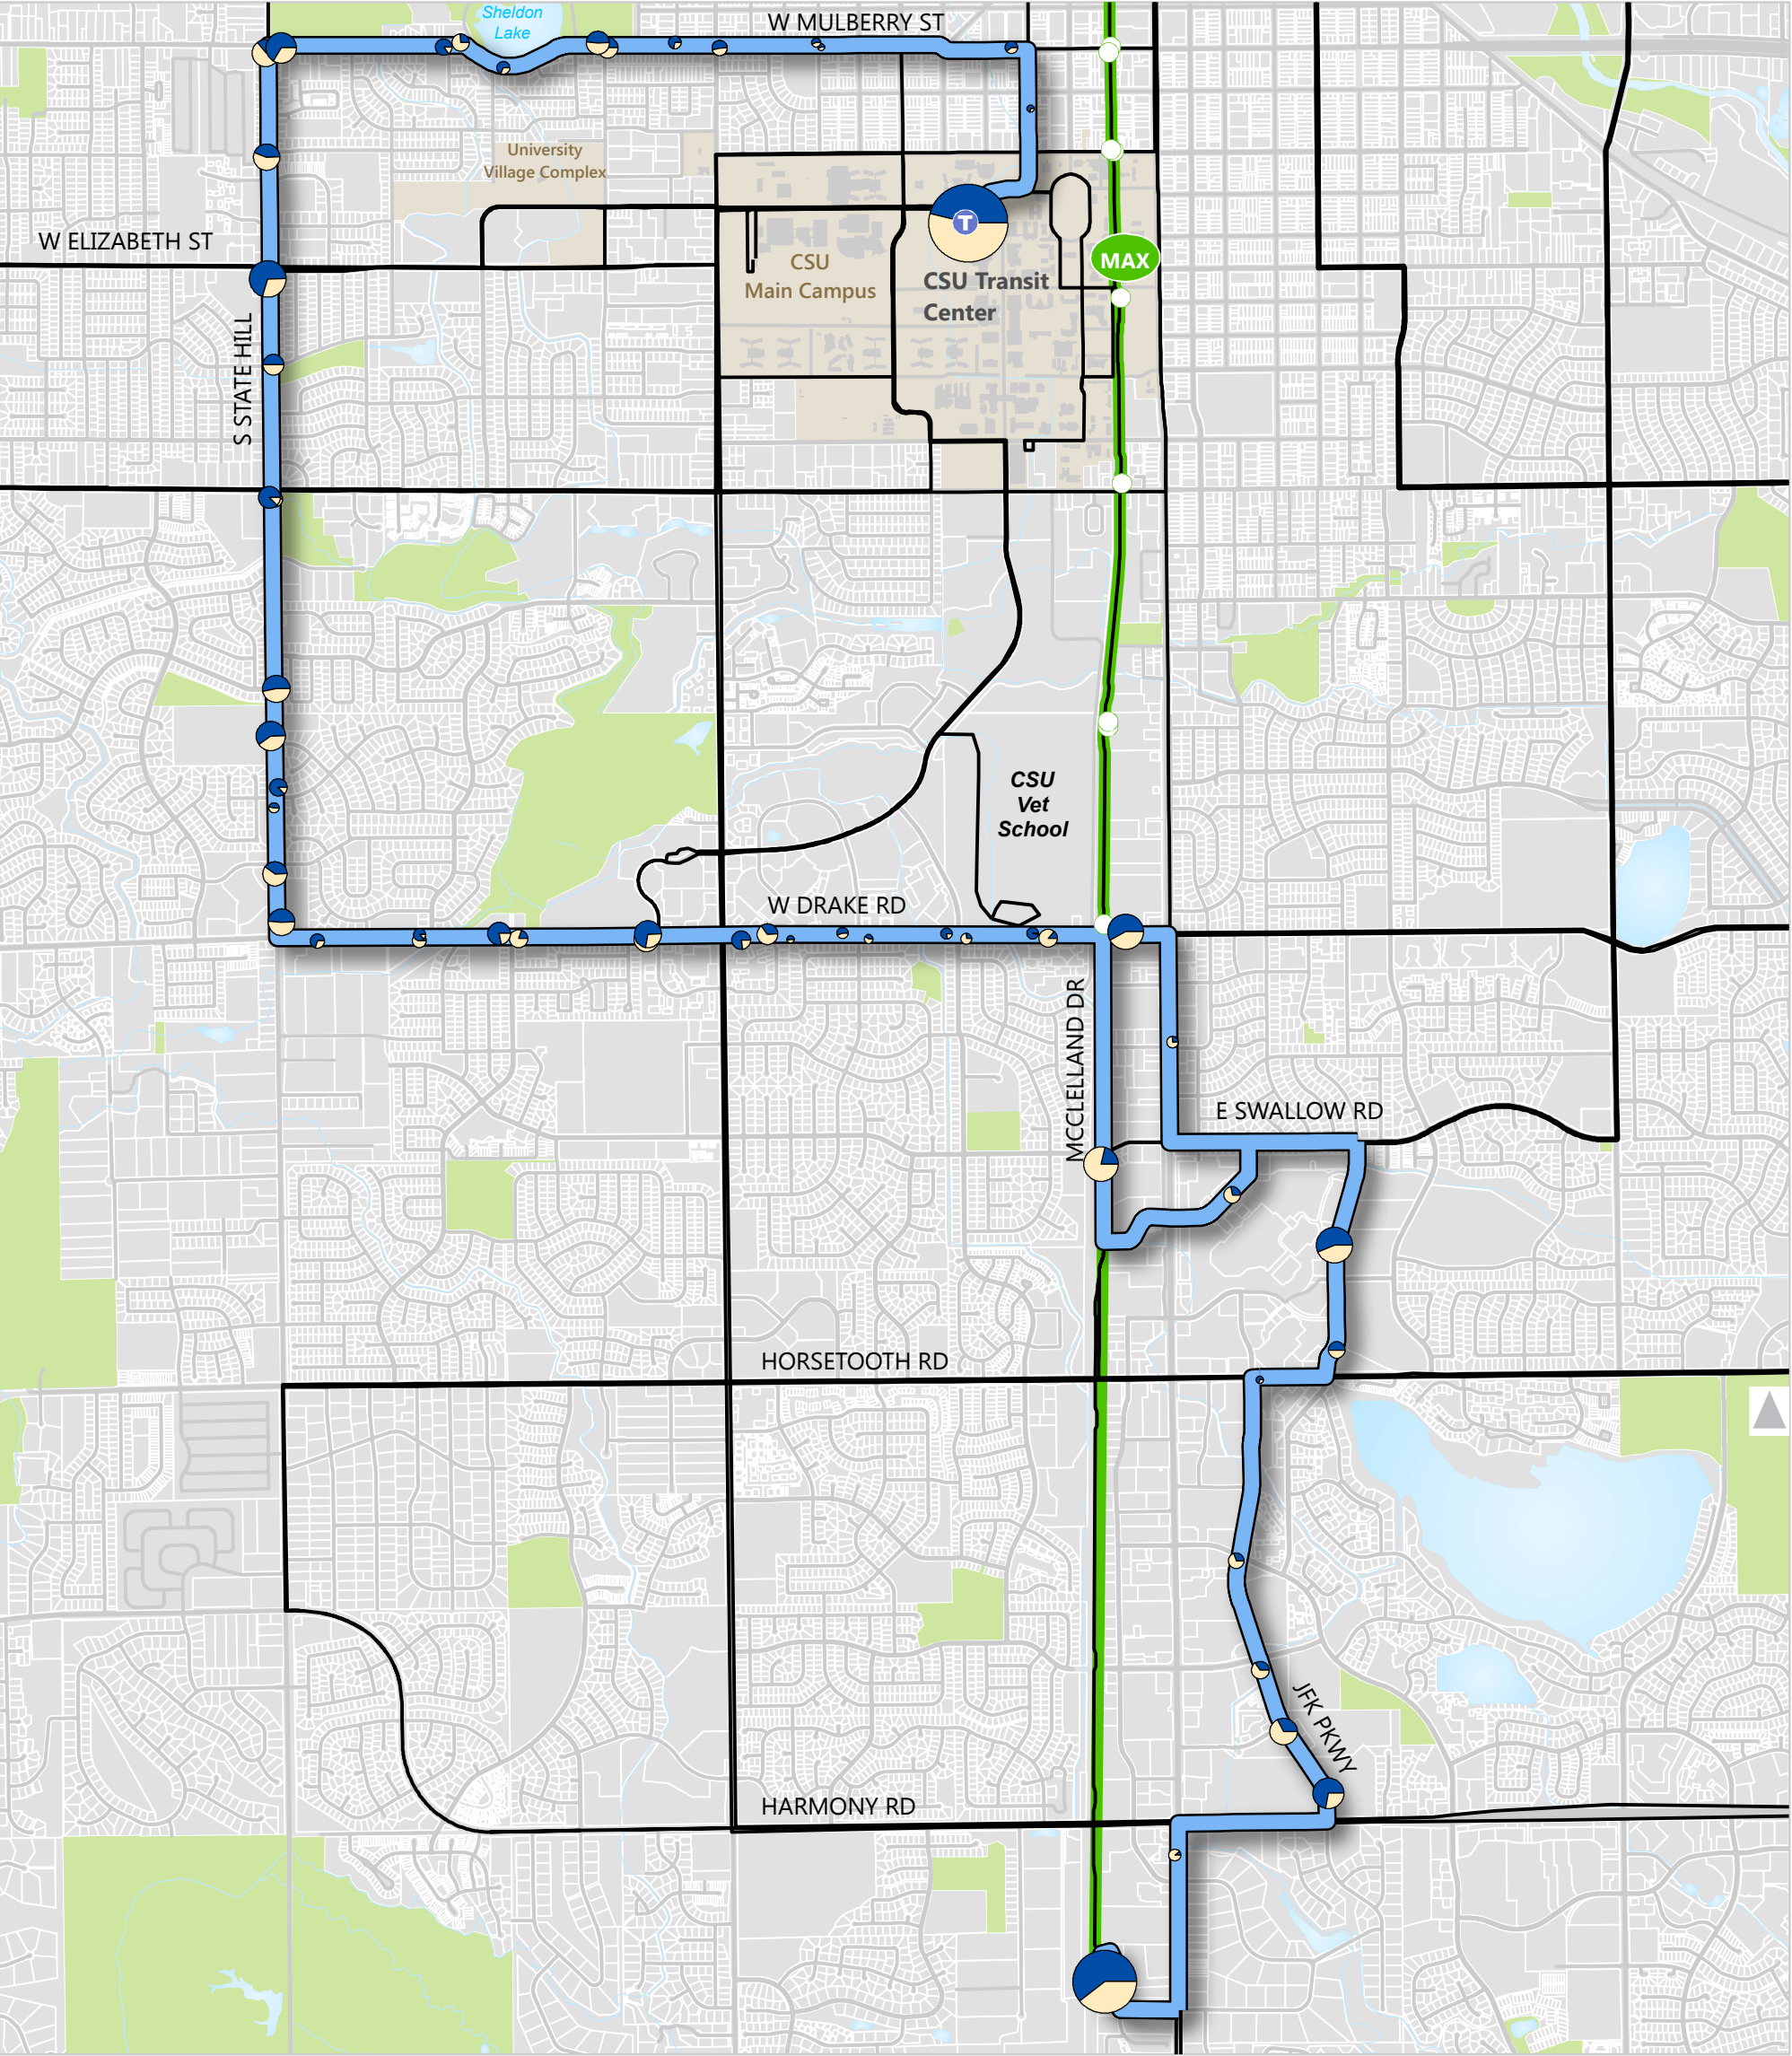 Sheldon
Lake
W MULBERRY ST
University
Village Complex
W ELIZABETH ST
T
CSU
Main Campus
CSU Transit
Center
MAX
S STATE HILL
CSU
Vet
School
W DRAKE RD
MCCLELLAND DR
E SWALLOW RD
HORSETOOTH RD
JFK PKWY
HARMONY RD